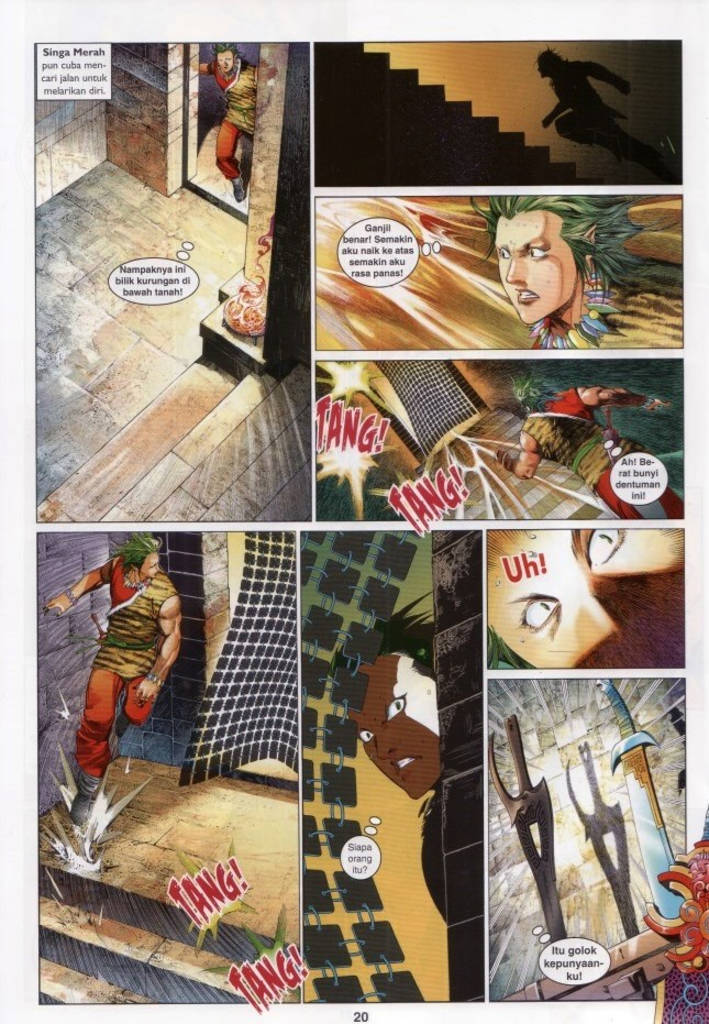 Singa Merah
pun cuba men-
cari jalan untuk
melarikan diri.
Nampaknya ini
bilik kurungan di
bawah tanah!
Ganjil
benar! Semakin
aku naik ke atas
semakin aku
rasa panas!
TANG!
TANG!
Ah! Be-
rat bunyi
dentuman
ini!
TANG!
TANG!
Siapa
orang
itu?
Uh!
Itu golok
kepunyaan-
ku!
20